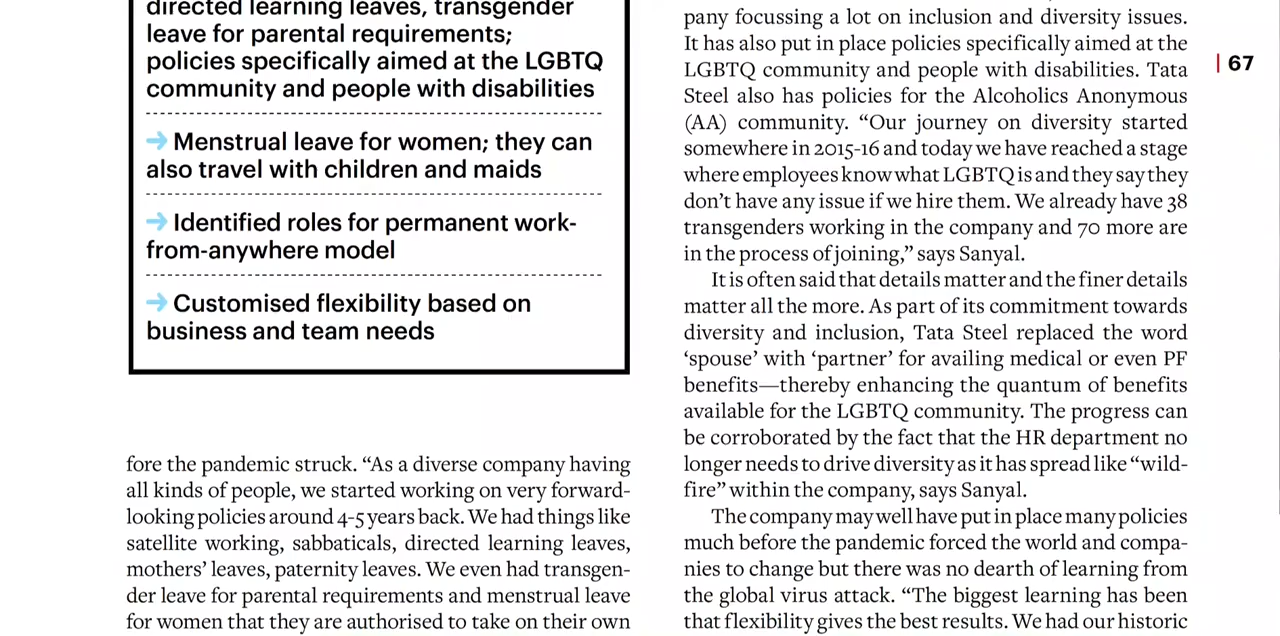 directed learning leaves, transgender
leave for parental requirements;
policies specifically aimed at the LGBTQ
community and people with disabilities
→ Menstrual leave for women; they can
also travel with children and maids
→ Identified roles for permanent work-
from-anywhere model
→ Customised flexibility based on
business and team needs
fore the pandemic struck. “As a diverse company having
all kinds of people, we started working on very forward-
looking policies around 4-5 years back. We had things like
satellite working, sabbaticals, directed learning leaves,
mothers’ leaves, paternity leaves. We even had transgen-
der leave for parental requirements and menstrual leave
for women that they are authorised to take on their own
pany focussing a lot on inclusion and diversity issues.
It has also put in place policies specifically aimed at the
LGBTQ community and people with disabilities. Tata
Steel also has policies for the Alcoholics Anonymous
(AA) community. “Our journey on diversity started
somewhere in 2015-16 and today we have reached a stage
where employees know what LGBTQ is and they say they
don’t have any issue if we hire them. We already have 38
transgenders working in the company and 70 more are
in the process of joining,” says Sanyal.
It is often said that details matter and the finer details
matter all the more. As part of its commitment towards
diversity and inclusion, Tata Steel replaced the word
‘spouse’ with ‘partner’ for availing medical or even PF
benefits—thereby enhancing the quantum of benefits
available for the LGBTQ community. The progress can
be corroborated by the fact that the HR department no
longer needs to drive diversity as it has spread like “wild-
fire” within the company, says Sanyal.
The company may well have put in place many policies
much before the pandemic forced the world and compa-
nies to change but there was no dearth of learning from
the global virus attack. “The biggest learning has been
that flexibility gives the best results. We had our historic
| 67